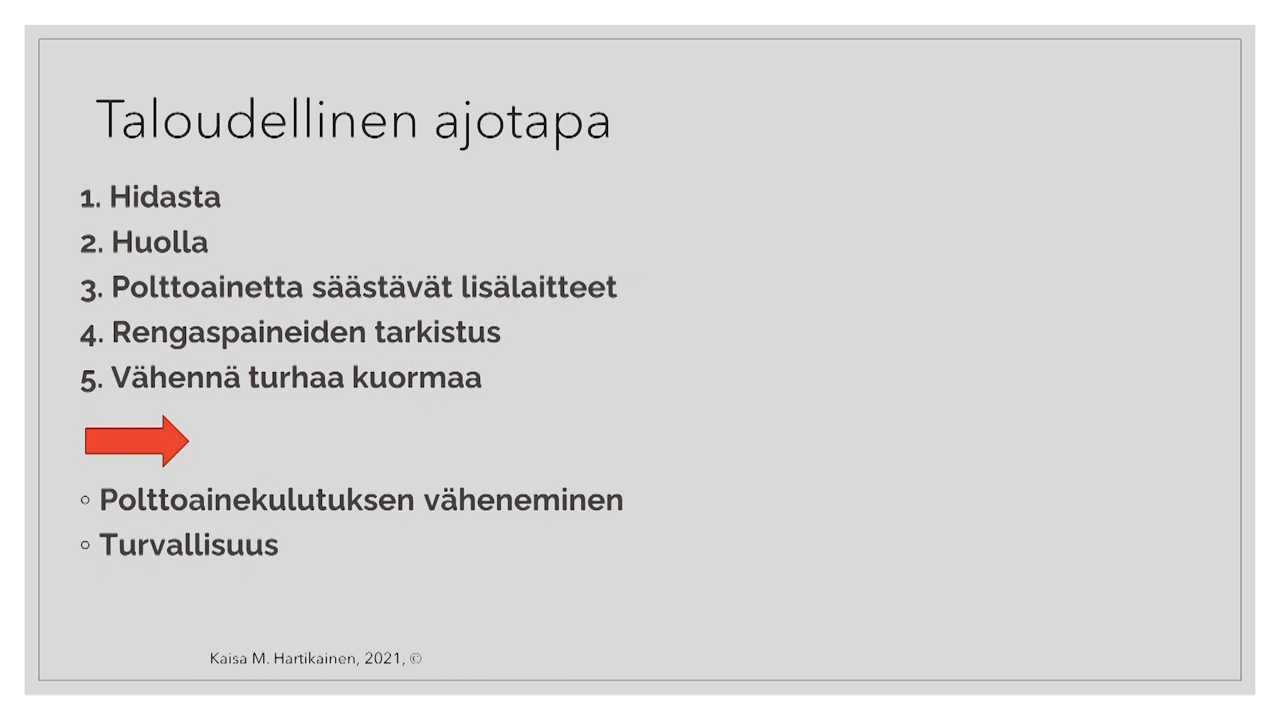 Taloudellinen ajotapa
1. Hidasta
2. Huolla
3. Polttoainetta säästävät lisälaitteet
4. Rengaspaineiden tarkistus
5. Vähennä turhaa kuormaa
◦ Polttoainekulutuksen väheneminen
◦ Turvallisuus
Kaisa M. Hartikainen, 2021, ©